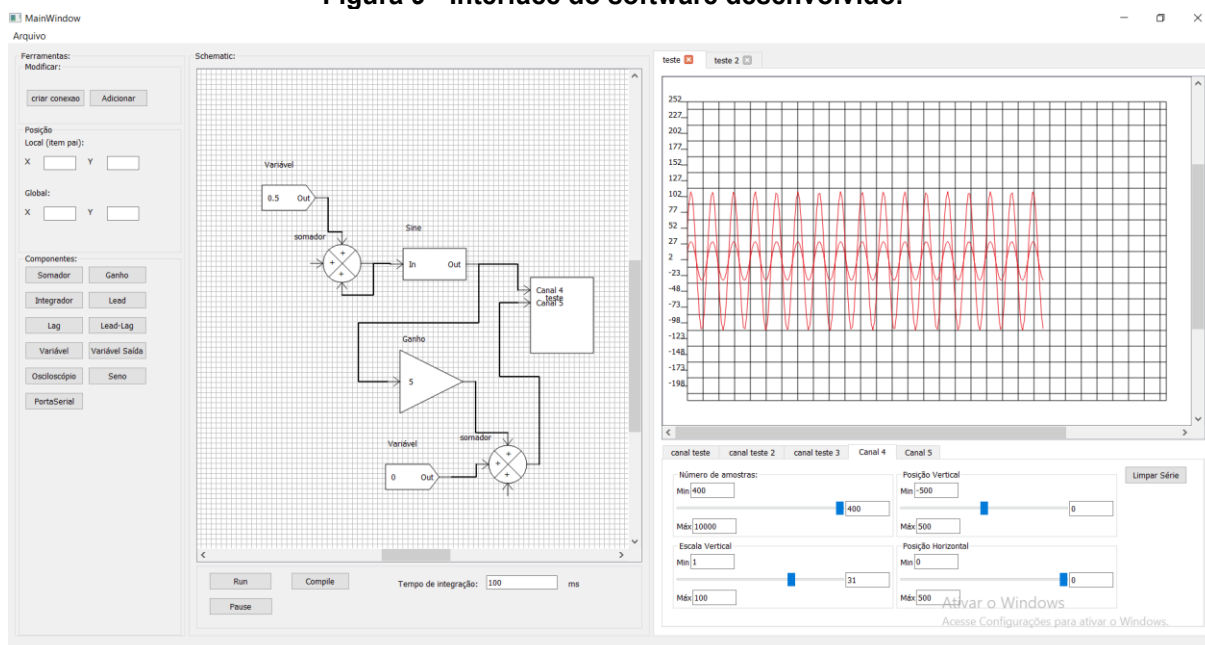 Figura 9 - Interface do software desenvolvido.
MainWindow
Arquivo
Ferramentas:
Modificar:
criar conexao Adicionar
Posição
Local (item pai):
X Y
Global:
X Y
Componentes:
Somador Ganho
Integrador Lead
Lag Lead-Lag
Variável Variável Saída
Osciloscópio Seno
PortaSerial
Schematic:
Variável
0.5 Out
somador
+
+ +
+
Sine
In Out
Canal 4
teste
Canal 5
Ganho
5
Variável
0 Out
somador
+
+ +
+
Run Compile Tempo de integração: 100 ms
Pause
teste teste 2
252
227
202
177
152
127
102
77
52
27
2
-23
-48
-73
-98
-123
-148
-173
-198
canal teste canal teste 2 canal teste 3 Canal 4 Canal 5
Número de amostras:
Min 400
400
Máx 10000
Posição Vertical
Min -500
0
Máx 500
Limpar Série
Escala Vertical
Min 1
31
Máx 100
Posição Horizontal
Min 0
0
Máx 500
Ativar o Windows
Acesse Configurações para ativar o Windows.